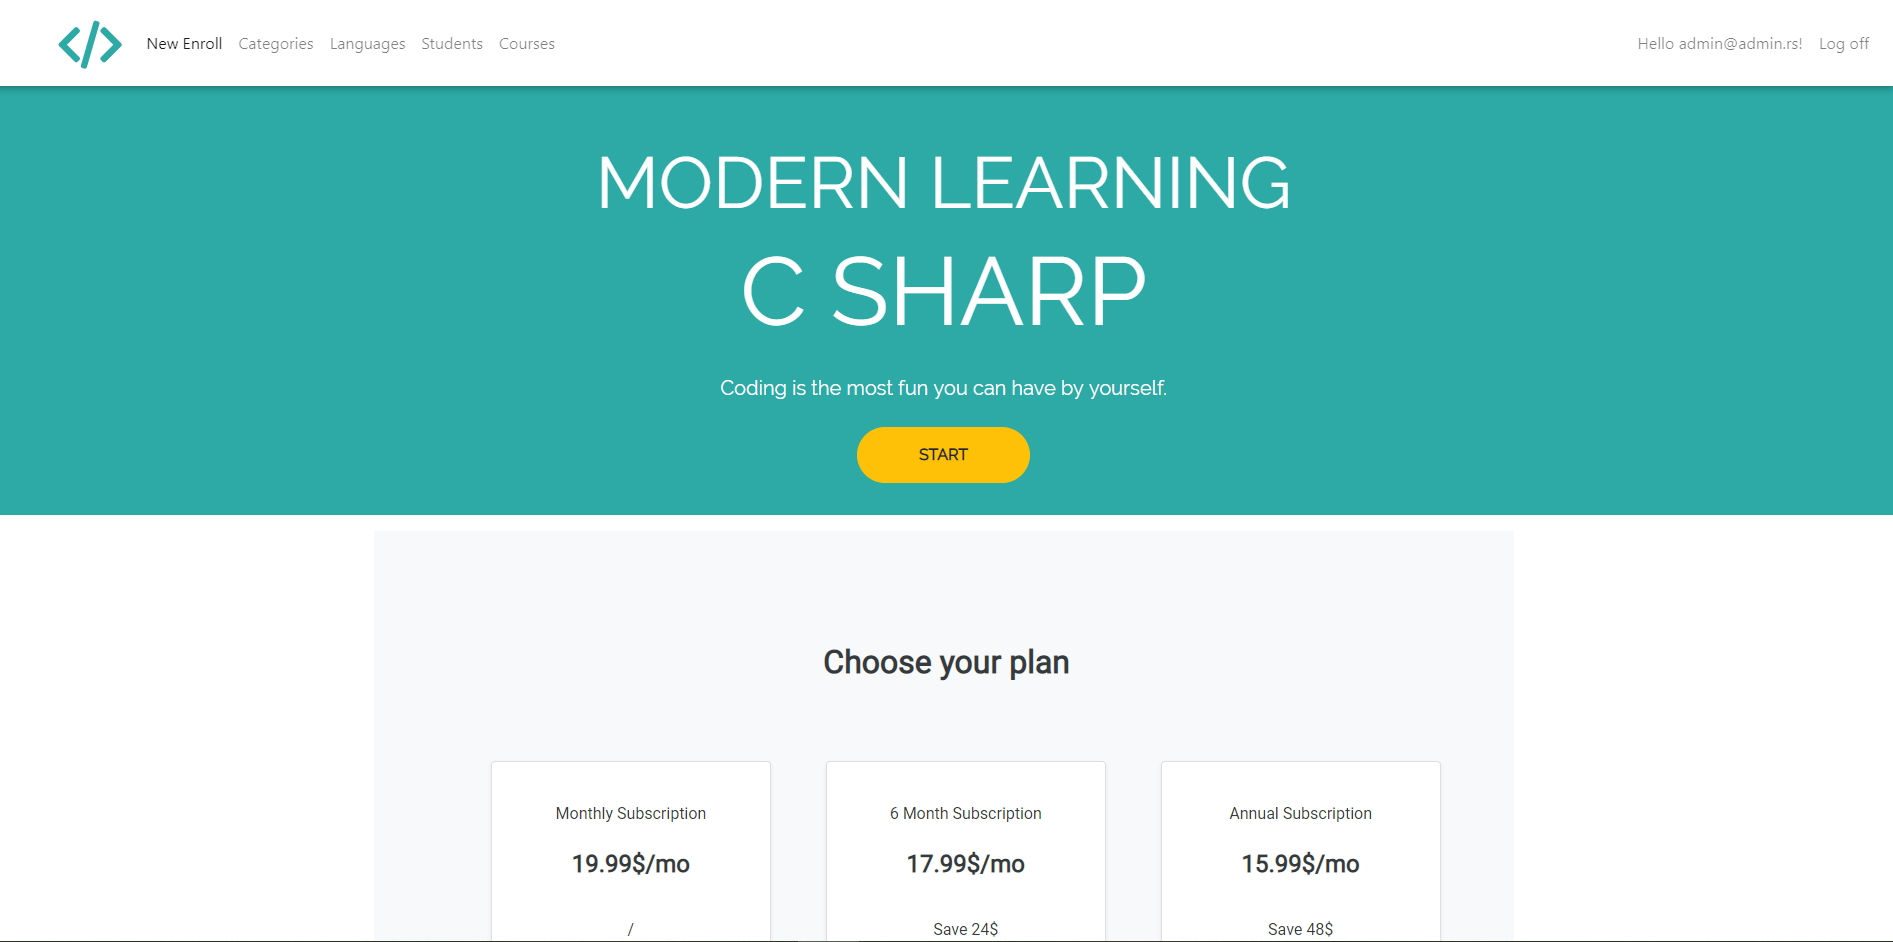 New Enroll Categories Languages Students Courses Hello admin@admin.rs! Log off
MODERN LEARNING
C SHARP
Coding is the most fun you can have by yourself.
START
Choose your plan
Monthly Subscription 6 Month Subscription Annual Subscription
19.99$/mo 17.99$/mo 15.99$/mo
/ Save 24$ Save 48$